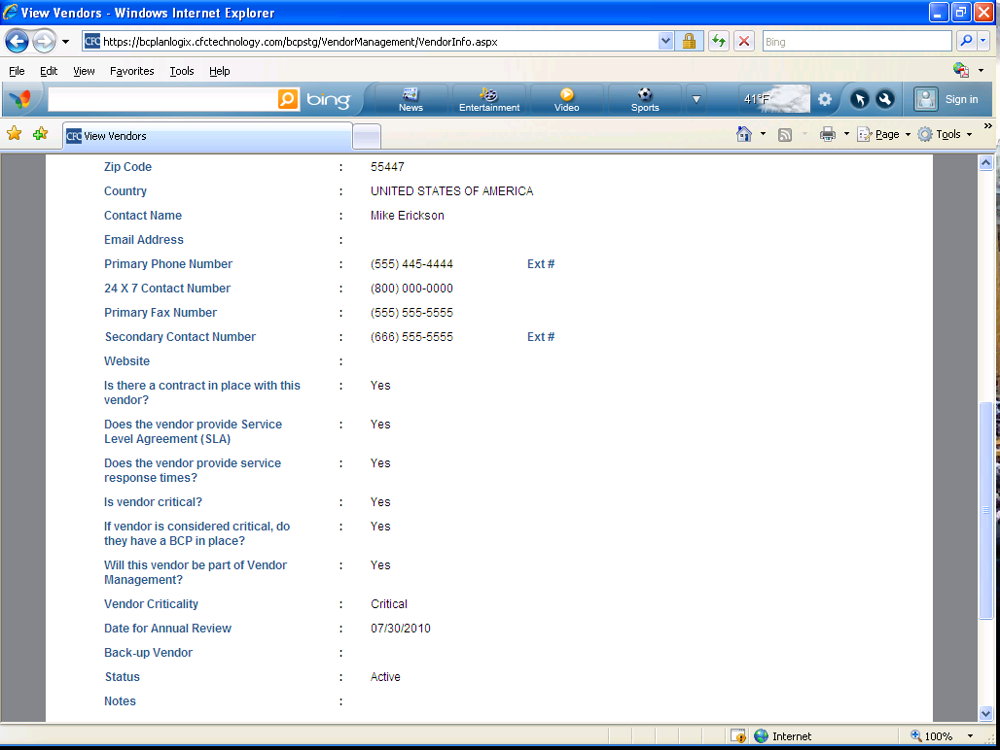 View Vendors - Windows Internet Explorer
CFC https://bcplanlogix.cfctechnology.com/bcpstg/VendorManagement/VendorInfo.aspx Bing
File Edit View Favorites Tools Help
bing News Entertainment Video Sports 41°F Sign in
CFC View Vendors Page Tools »
Zip Code : 55447
Country : UNITED STATES OF AMERICA
Contact Name : Mike Erickson
Email Address :
Primary Phone Number : (555) 445-4444 Ext #
24 X 7 Contact Number : (800) 000-0000
Primary Fax Number : (555) 555-5555
Secondary Contact Number : (666) 555-5555 Ext #
Website :
Is there a contract in place with this : Yes
vendor?
Does the vendor provide Service : Yes
Level Agreement (SLA)
Does the vendor provide service : Yes
response times?
Is vendor critical? : Yes
If vendor is considered critical, do : Yes
they have a BCP in place?
Will this vendor be part of Vendor : Yes
Management?
Vendor Criticality : Critical
Date for Annual Review : 07/30/2010
Back-up Vendor :
Status : Active
Notes :
Internet 100%